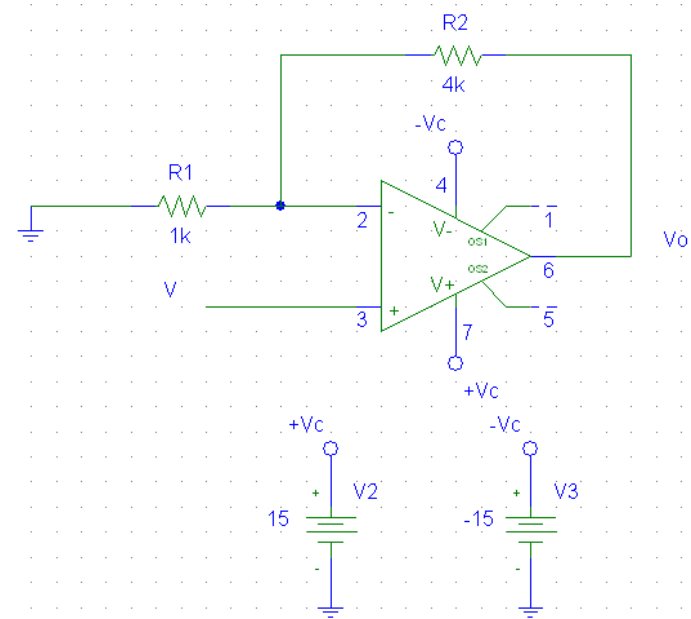 R2
4k
-Vc
4
R1
1k
2
-
V-
OS1
1
Vo
OS2
6
V
V+
3
+
7
5
+Vc
+Vc
-Vc
+
V2
+
V3
15
-15
-
-